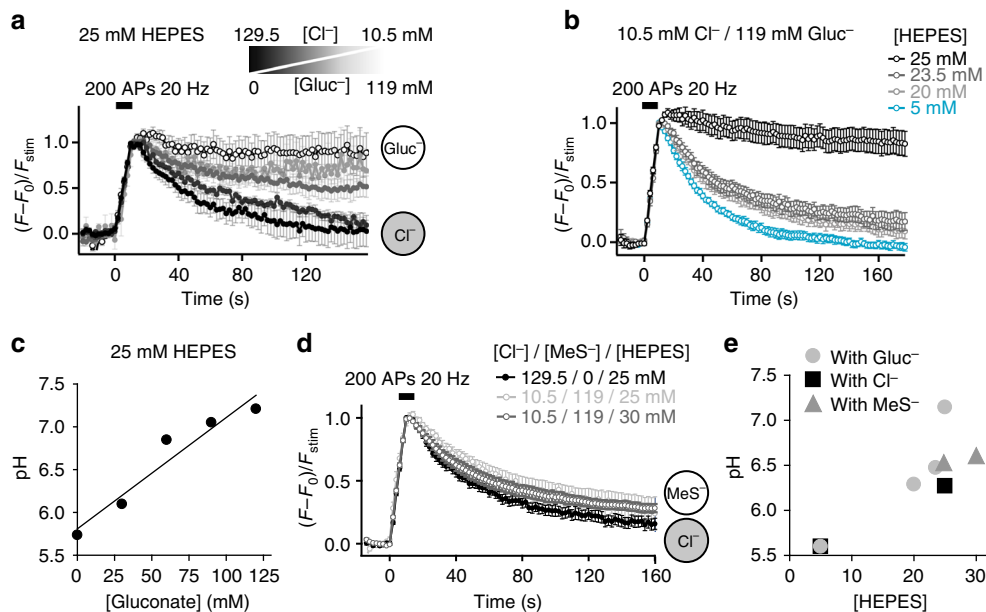 a
25 mM HEPES
129.5 [Cl⁻] 10.5 mM
0 [Gluc⁻] 119 mM
200 APs 20 Hz
(F–F₀)/Fstim
1.0
0.5
0.0
0 40 80 120
Time (s)
Gluc⁻
Cl⁻
b
10.5 mM Cl⁻ / 119 mM Gluc⁻
[HEPES]
25 mM
23.5 mM
20 mM
5 mM
200 APs 20 Hz
(F–F₀)/Fstim
1.0
0.5
0.0
0 40 80 120 160
Time (s)
c
25 mM HEPES
pH
7.5
7.0
6.5
6.0
5.5
0 25 50 75 100 125
[Gluconate] (mM)
d
[Cl⁻] / [MeS⁻] / [HEPES]
129.5 / 0 / 25 mM
10.5 / 119 / 25 mM
10.5 / 119 / 30 mM
200 APs 20 Hz
(F–F₀)/Fstim
1.0
0.5
0.0
0 40 80 120 160
Time (s)
MeS⁻
Cl⁻
e
With Gluc⁻
With Cl⁻
With MeS⁻
pH
7.5
7.0
6.5
6.0
5.5
0 10 20 30
[HEPES]